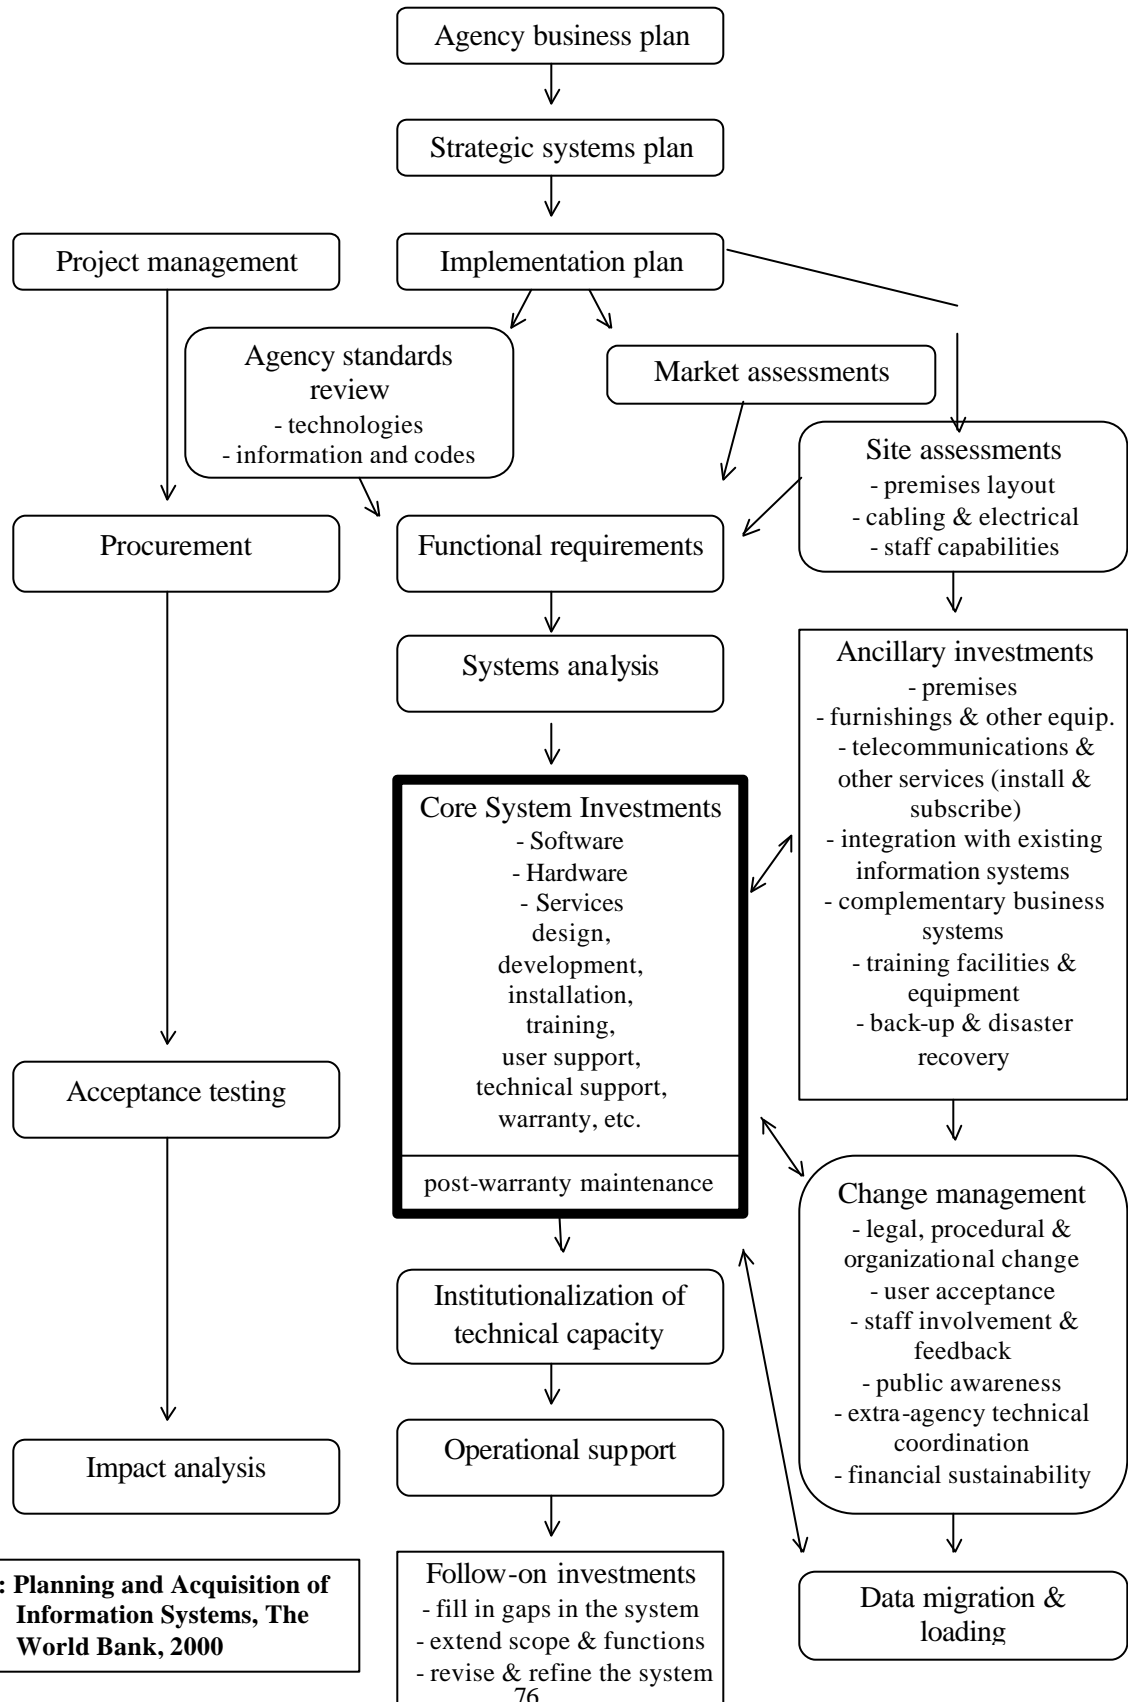 Agency business plan
Strategic systems plan
Project management
Implementation plan
Agency standards
review
- technologies
- information and codes
Market assessments
Site assessments
- premises layout
- cabling & electrical
- staff capabilities
Procurement
Functional requirements
Systems analysis
Ancillary investments
- premises
- furnishings & other equip.
- telecommunications &
other services (install &
subscribe)
- integration with existing
information systems
- complementary business
systems
- training facilities &
equipment
- back-up & disaster
recovery
Core System Investments
- Software
- Hardware
- Services
design,
development,
installation,
training,
user support,
technical support,
warranty, etc.
post-warranty maintenance
Acceptance testing
Change management
- legal, procedural &
organizational change
- user acceptance
- staff involvement &
feedback
- public awareness
- extra-agency technical
coordination
- financial sustainability
Institutionalization of
technical capacity
Operational support
Impact analysis
: Planning and Acquisition of
Information Systems, The
World Bank, 2000
Follow-on investments
- fill in gaps in the system
- extend scope & functions
- revise & refine the system
Data migration &
loading
76